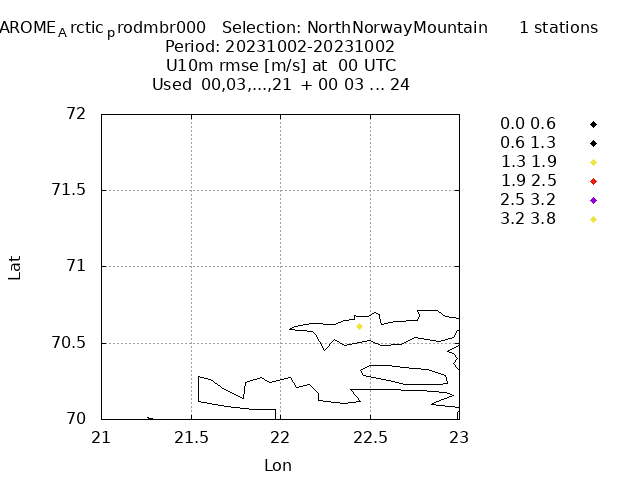 AROME_Arctic_prodmbr000 Selection: NorthNorwayMountain 1 stations
Period: 20231002-20231002
U10m rmse [m/s] at 00 UTC
Used 00,03,...,21 + 00 03 ... 24
72
71.5
71
70.5
70
Lat
21
21.5
22
22.5
23
Lon
0.0 0.6
0.6 1.3
1.3 1.9
1.9 2.5
2.5 3.2
3.2 3.8